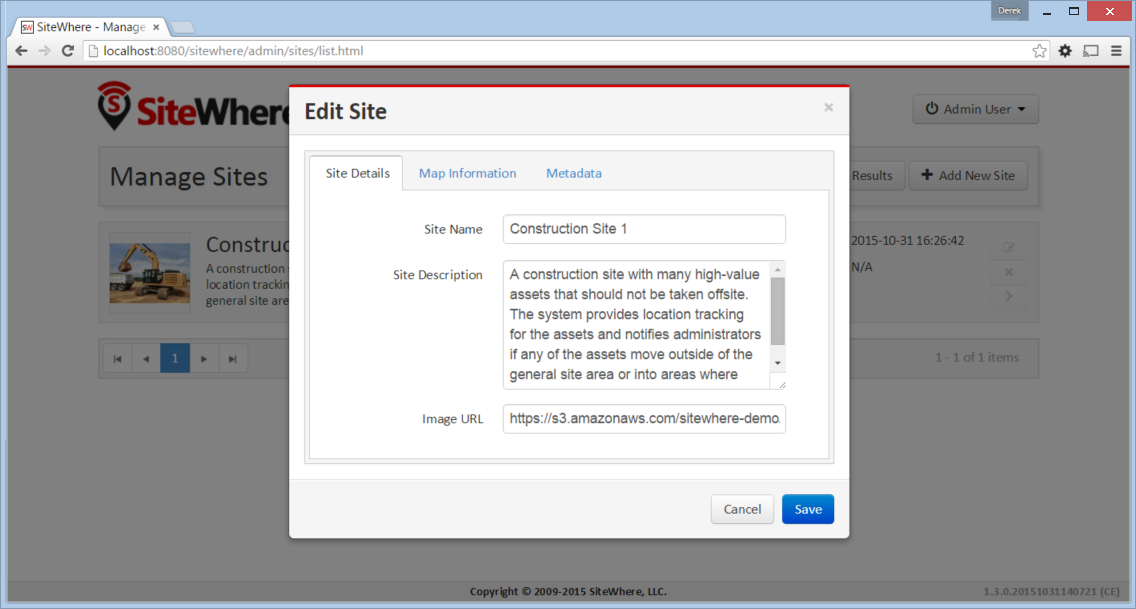 Derek
SiteWhere - Manage
localhost:8080/sitewhere/admin/sites/list.html
SiteWhere
Admin User
Edit Site
Manage Sites
Results
Add New Site
Site Details
Map Information
Metadata
Site Name
Construction Site 1
Site Description
A construction site with many high-value
assets that should not be taken offsite.
The system provides location tracking
for the assets and notifies administrators
if any of the assets move outside of the
general site area or into areas where
Image URL
https://s3.amazonaws.com/sitewhere-demo
Construc
A construction
location trackin
general site are
2015-10-31 16:26:42
N/A
1
1 - 1 of 1 items
Cancel
Save
Copyright © 2009-2015 SiteWhere, LLC.
1.3.0.20151031140721 (CE)